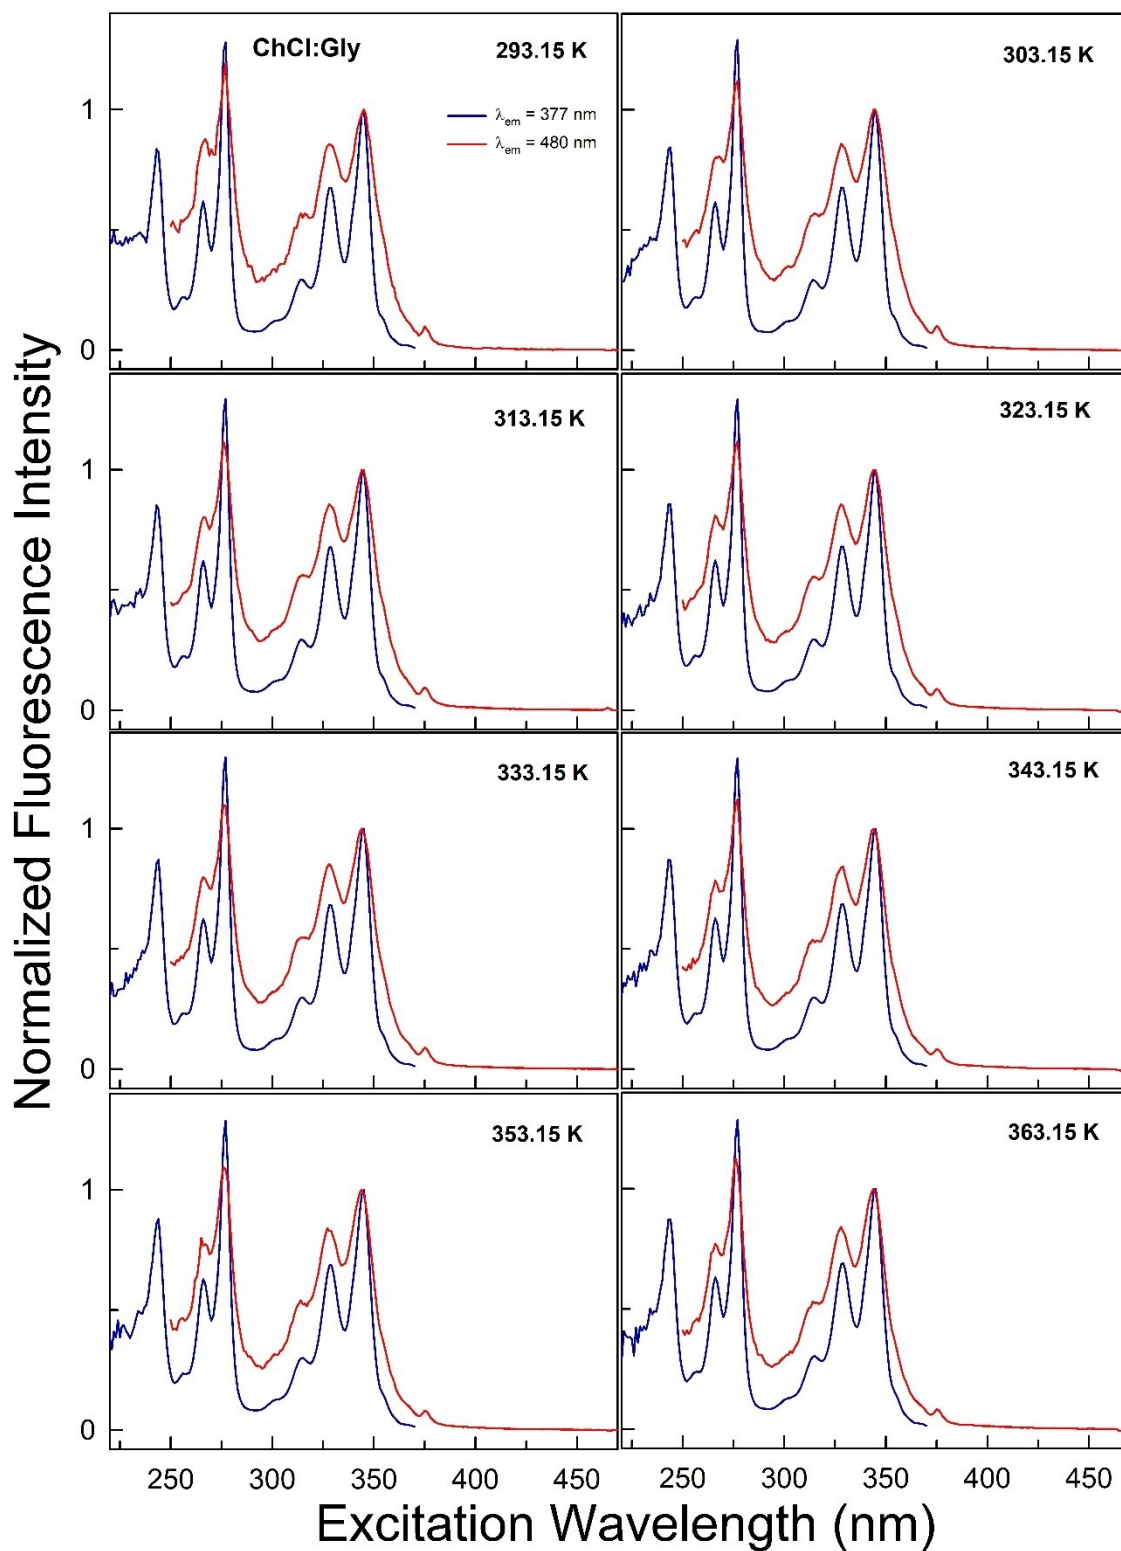 ChCl:Gly
293.15 K
λem = 377 nm
λem = 480 nm
303.15 K
1
0
313.15 K
323.15 K
1
0
333.15 K
343.15 K
1
0
353.15 K
363.15 K
1
0
250 300 350 400 450
250 300 350 400 450
Normalized Fluorescence Intensity
Excitation Wavelength (nm)